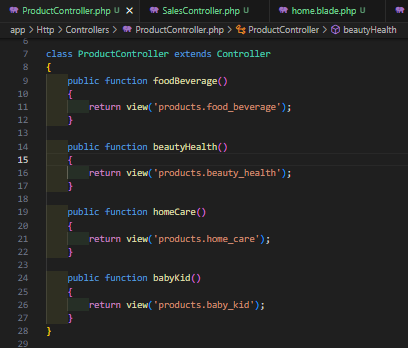 ProductController.php U × SalesController.php U home.blade.php U
app > Http > Controllers > ProductController.php > ProductController > beautyHealth
6
7 class ProductController extends Controller
8 {
9 public function foodBeverage()
10 {
11 return view('products.food_beverage');
12 }
13
14 public function beautyHealth()
15 {
16 return view('products.beauty_health');
17 }
18
19 public function homeCare()
20 {
21 return view('products.home_care');
22 }
23
24 public function babyKid()
25 {
26 return view('products.baby_kid');
27 }
28 }
29